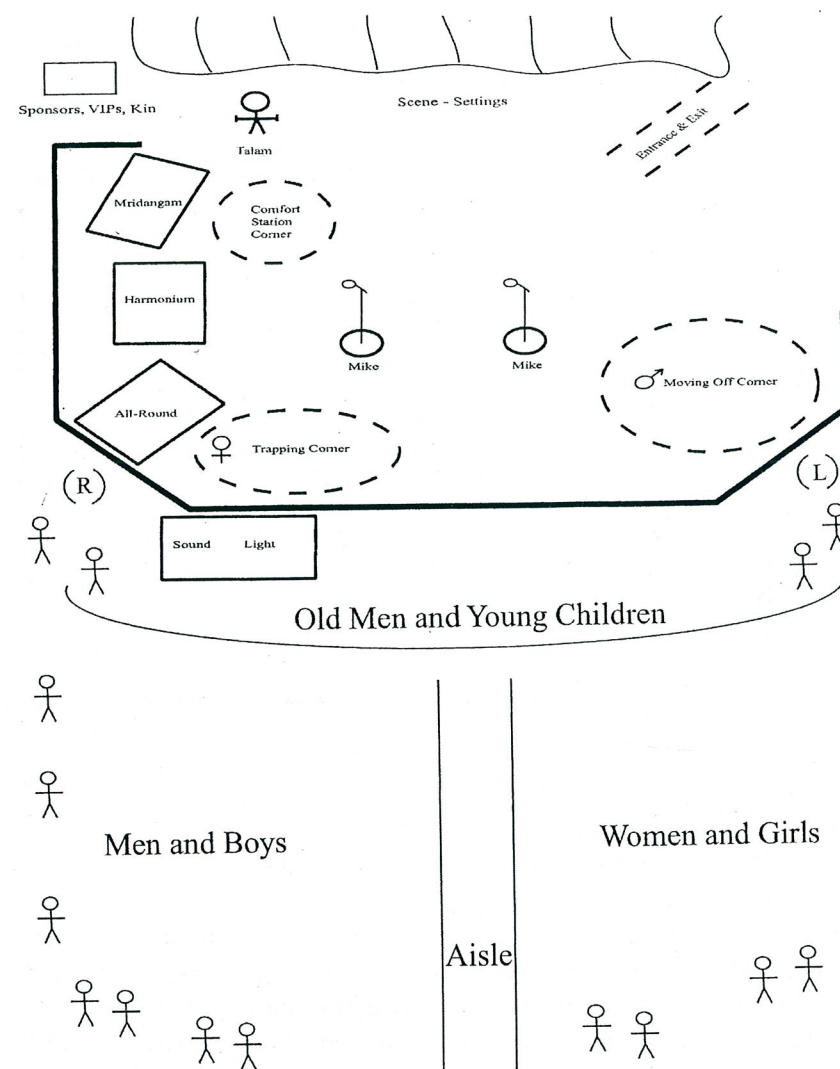 Sponsors, VIPs, Kin
Scene - Settings
Entrance & Exit
Talam
Mridangam
Comfort
Station
Corner
Harmonium
Mike
Mike
Moving Off Corner
All-Round
Trapping Corner
(R)
(L)
Sound Light
Old Men and Young Children
Men and Boys
Women and Girls
Aisle